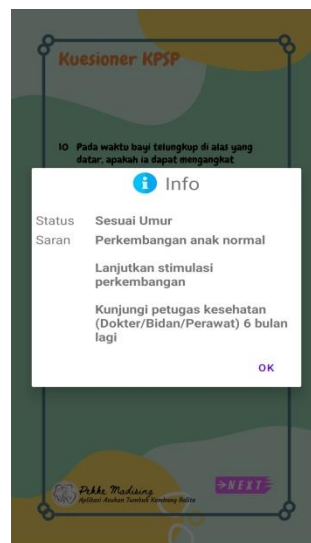 Kuesioner KPSP
10 Pada waktu bayi telungkup di alas yang
datar, apakah ia dapat mengangkat
Info
Status Sesuai Umur
Saran Perkembangan anak normal
Lanjutkan stimulasi
perkembangan
Kunjungi petugas kesehatan
(Dokter/Bidan/Perawat) 6 bulan
lagi
OK
Pekke Madising
Aplikasi Asuhan Tumbuh Kembang Balita
NEXT